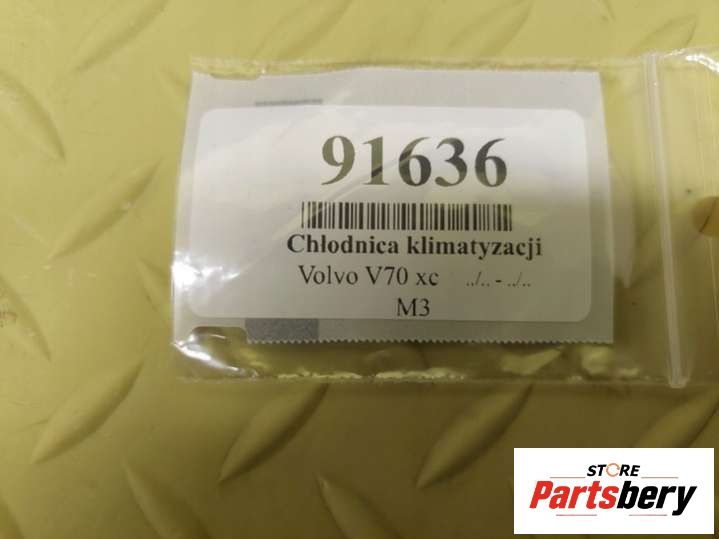 91636
Chłodnica klimatyzacji
Volvo V70 xc ../.. - ../..
M3
STORE
Partsbery